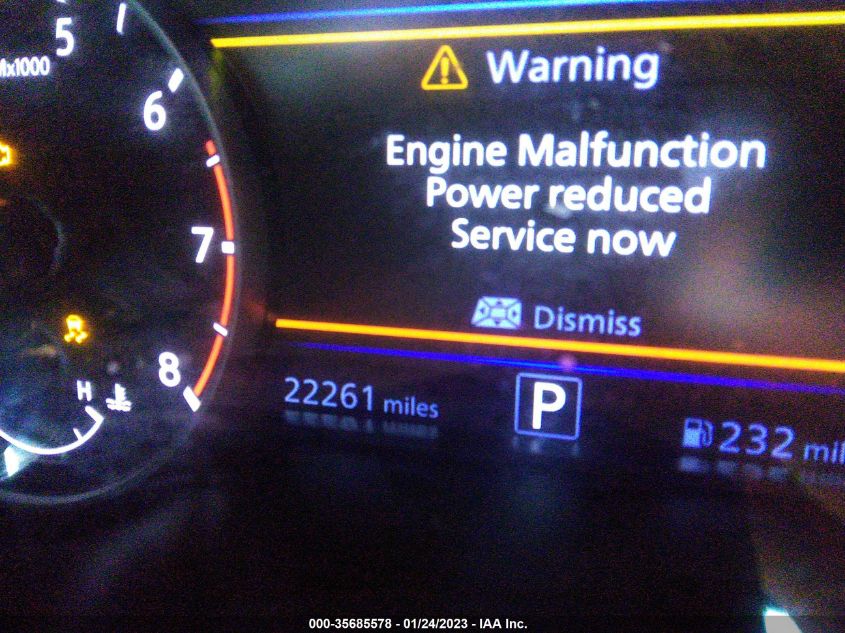 5
Mx1000
6
7
8
H
Warning
Engine Malfunction
Power reduced
Service now
Dismiss
22261 miles
P
232 mil
000-35685578 - 01/24/2023 - IAA Inc.